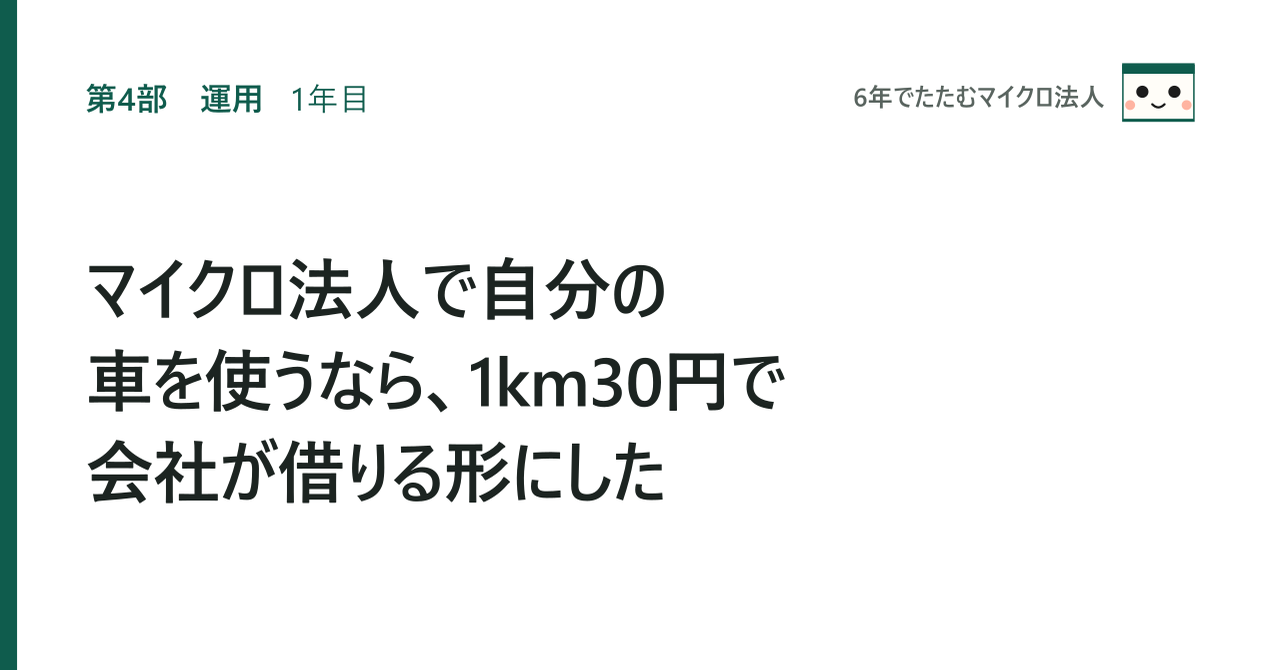 第4部　運用　1年目
6年でたたむマイクロ法人
マイクロ法人で自分の
車を使うなら、1km30円で
会社が借りる形にした